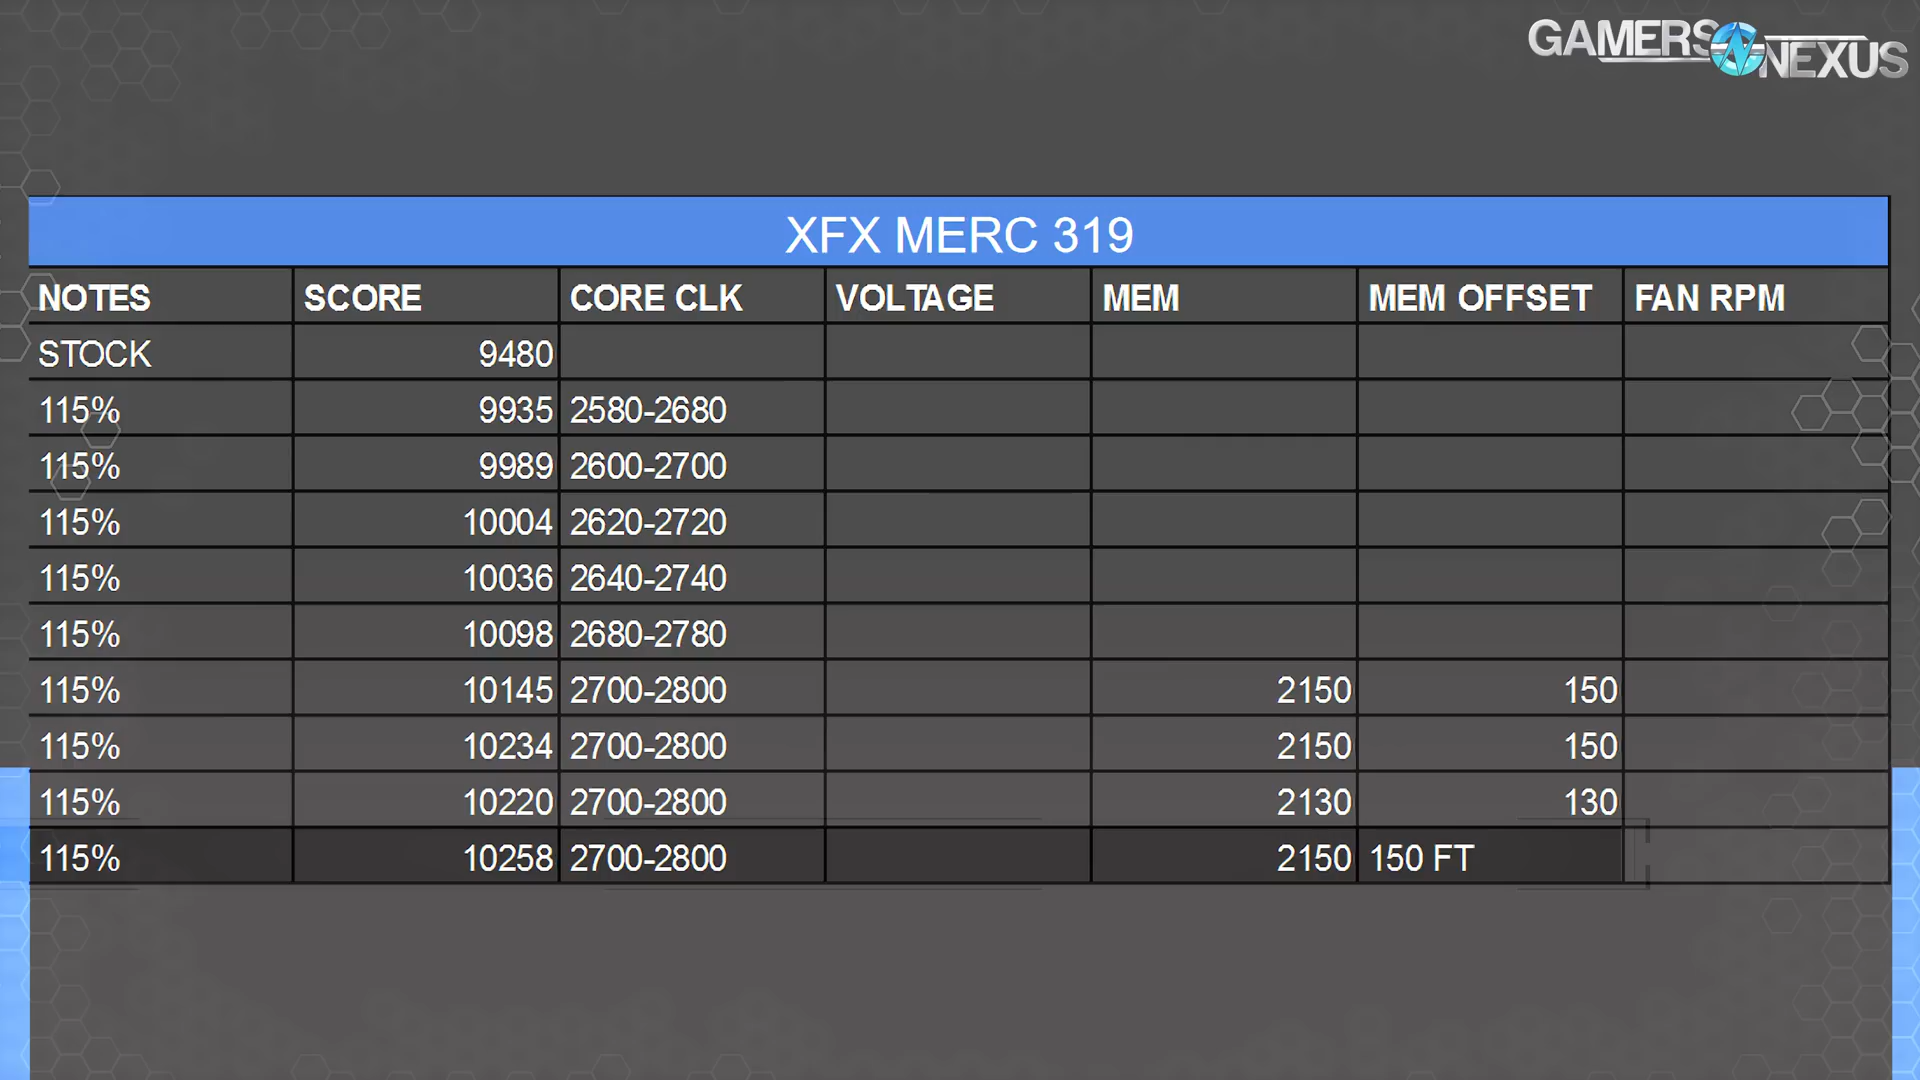 GAMERS NEXUS
XFX MERC 319
NOTES SCORE CORE CLK VOLTAGE MEM MEM OFFSET FAN RPM
STOCK 9480
115% 9935 2580-2680
115% 9989 2600-2700
115% 10004 2620-2720
115% 10036 2640-2740
115% 10098 2680-2780
115% 10145 2700-2800 2150 150
115% 10234 2700-2800 2150 150
115% 10220 2700-2800 2130 130
115% 10258 2700-2800 2150 150 FT